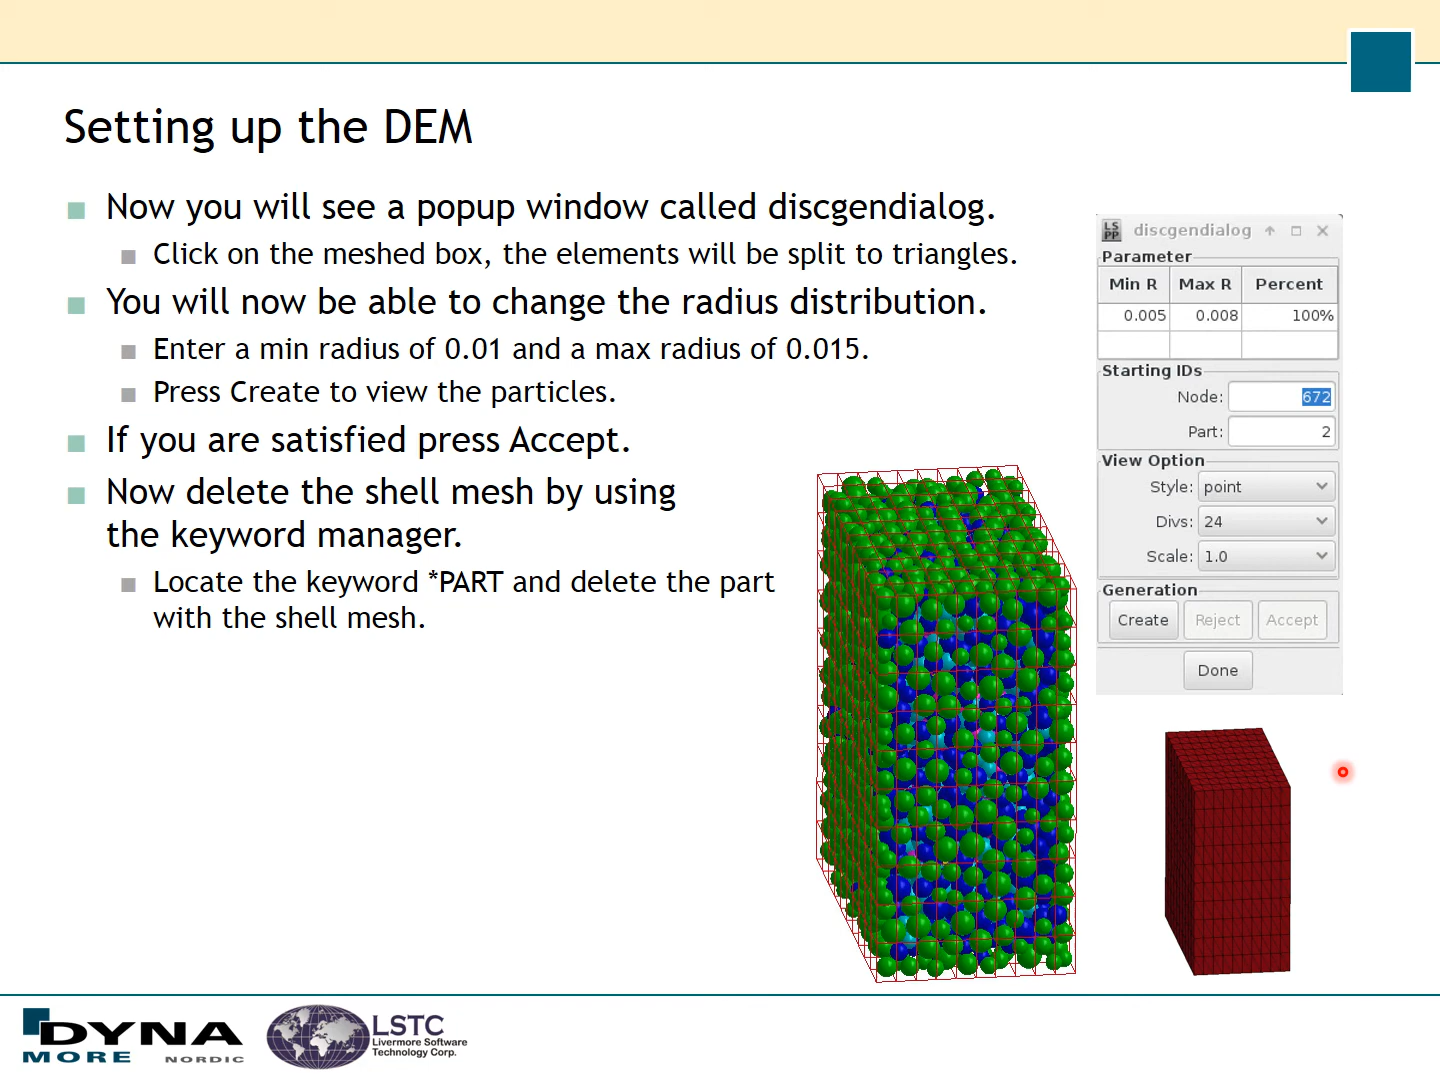 Setting up the DEM
Now you will see a popup window called discgendialog.
Click on the meshed box, the elements will be split to triangles.
You will now be able to change the radius distribution.
Enter a min radius of 0.01 and a max radius of 0.015.
Press Create to view the particles.
If you are satisfied press Accept.
Now delete the shell mesh by using
the keyword manager.
Locate the keyword *PART and delete the part
with the shell mesh.
LS
PP
discgendialog
Parameter
Min R Max R Percent
0.005 0.008 100%
Starting IDs
Node: 672
Part: 2
View Option
Style: point
Divs: 24
Scale: 1.0
Generation
Create Reject Accept
Done
DYNA
MORE NORDIC
LSTC
Livermore Software
Technology Corp.